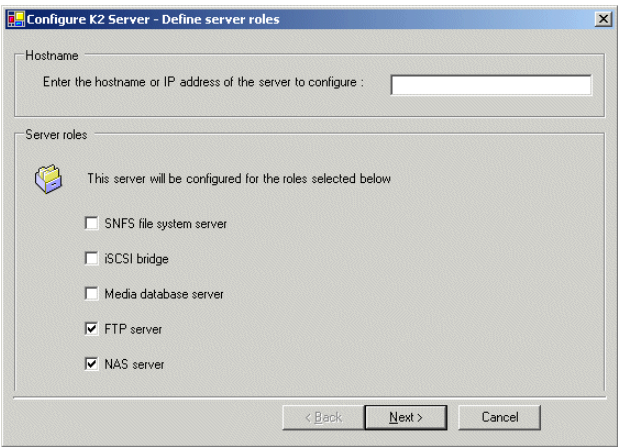 Configure K2 Server - Define server roles
Hostname
Enter the hostname or IP address of the server to configure :
Server roles
This server will be configured for the roles selected below
SNFS file system server
iSCSI bridge
Media database server
FTP server
NAS server
< Back
Next >
Cancel